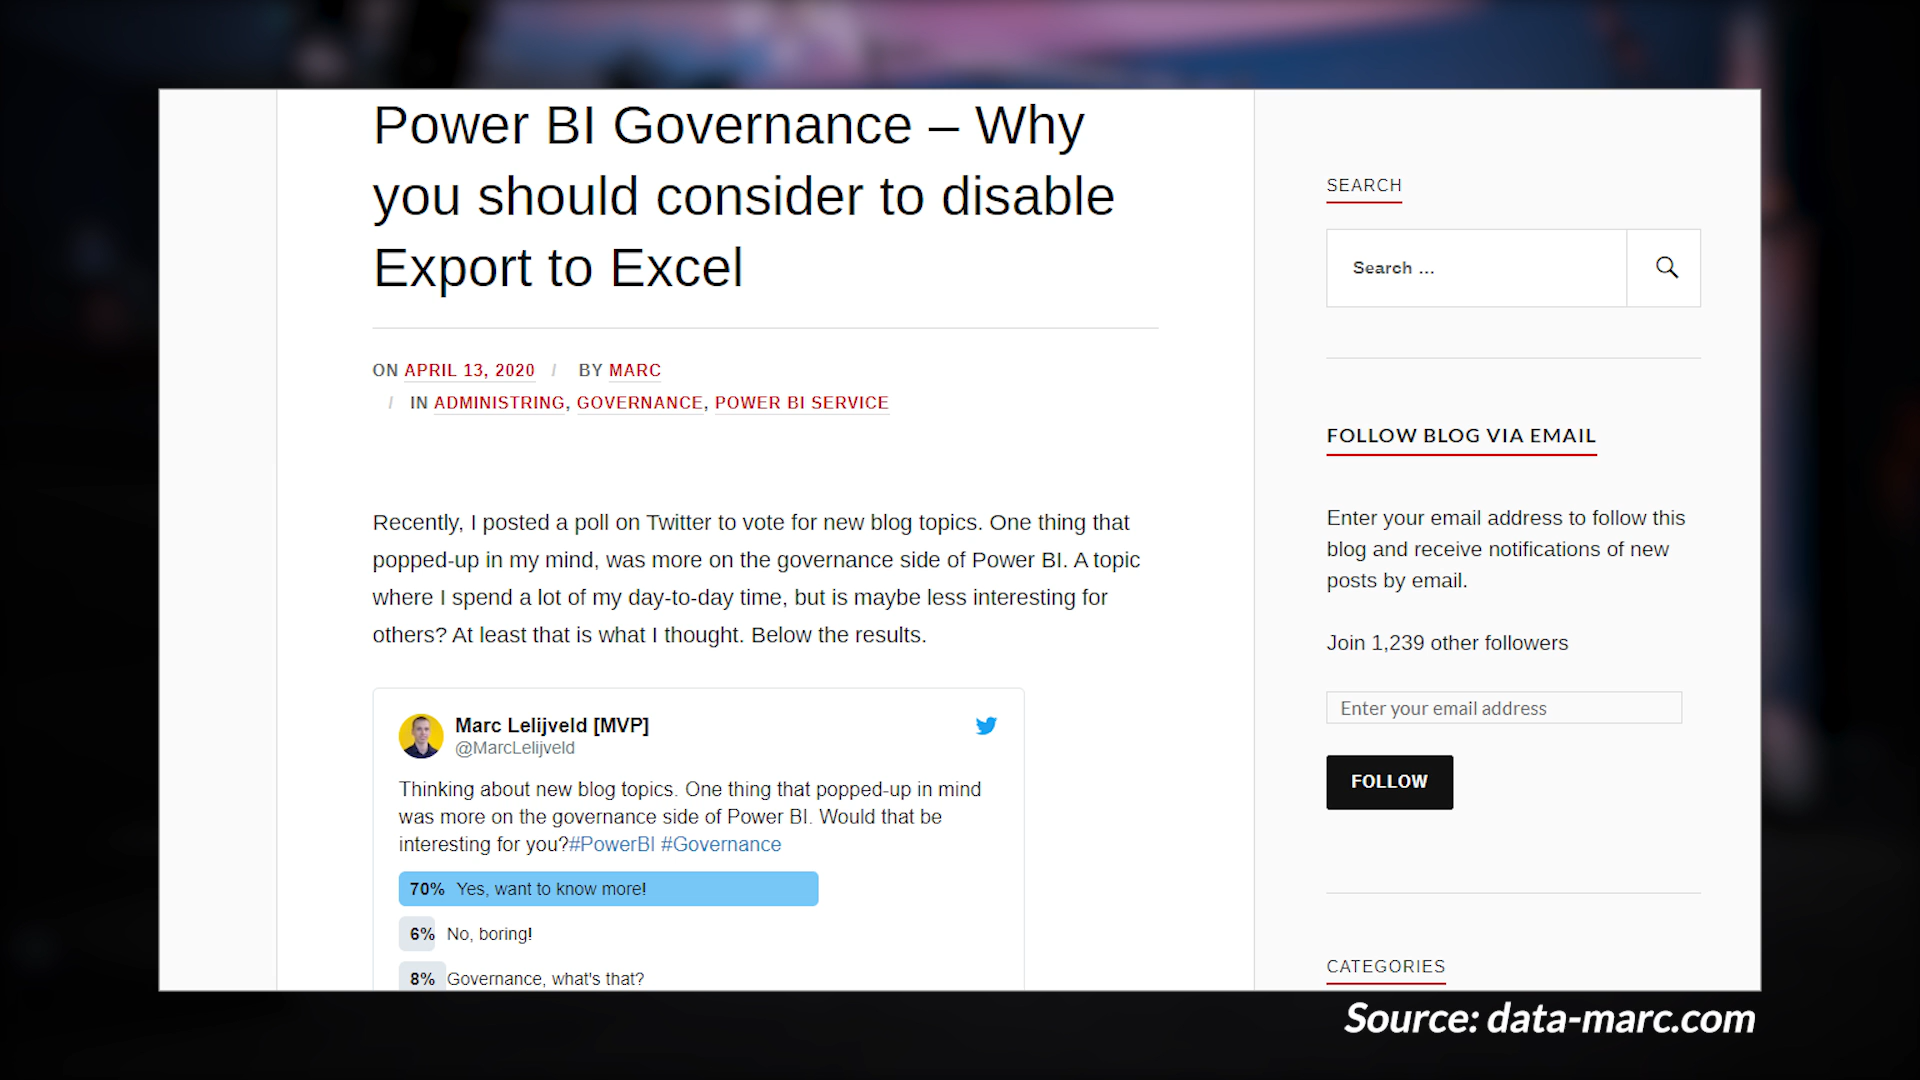 Power BI Governance – Why
you should consider to disable
Export to Excel
ON APRIL 13, 2020 / BY MARC
/ IN ADMINISTRING, GOVERNANCE, POWER BI SERVICE
Recently, I posted a poll on Twitter to vote for new blog topics. One thing that
popped-up in my mind, was more on the governance side of Power BI. A topic
where I spend a lot of my day-to-day time, but is maybe less interesting for
others? At least that is what I thought. Below the results.
Marc Lelijveld [MVP]
@MarcLelijveld
Thinking about new blog topics. One thing that popped-up in mind
was more on the governance side of Power BI. Would that be
interesting for you?#PowerBI #Governance
70% Yes, want to know more!
6% No, boring!
8% Governance, what's that?
SEARCH
Search ...
FOLLOW BLOG VIA EMAIL
Enter your email address to follow this
blog and receive notifications of new
posts by email.
Join 1,239 other followers
Enter your email address
FOLLOW
CATEGORIES
Source: data-marc.com